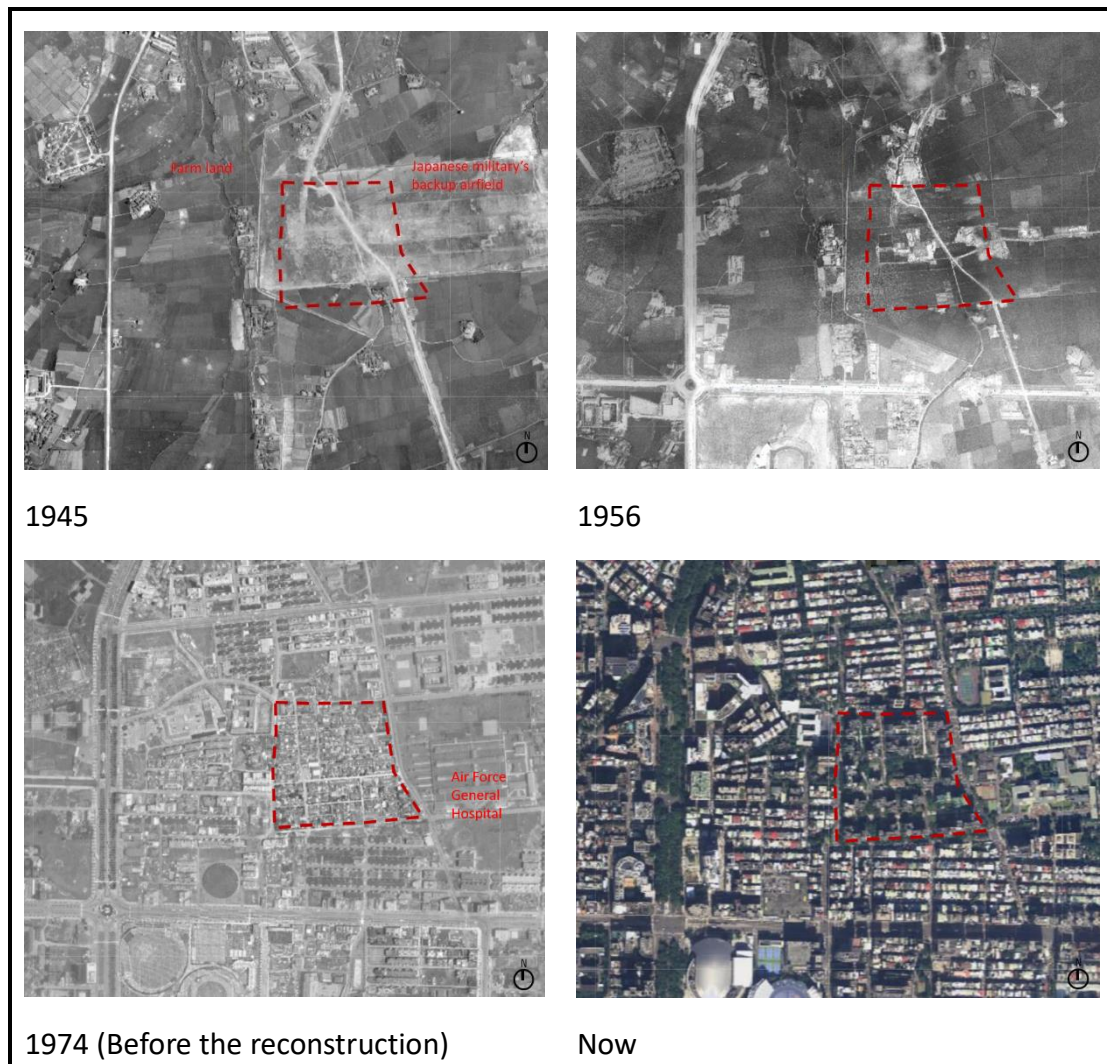 Farm land
Japanese military's
backup airfield
N
N
1945
1956
Air Force
General
Hospital
N
N
1974 (Before the reconstruction)
Now